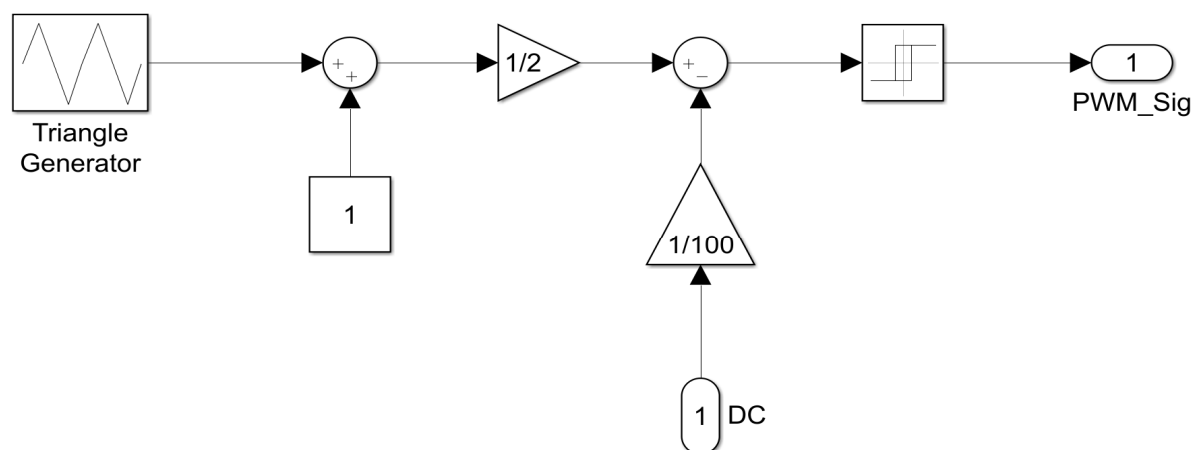 1/2
1
PWM_Sig
Triangle
Generator
1
1/100
1 DC